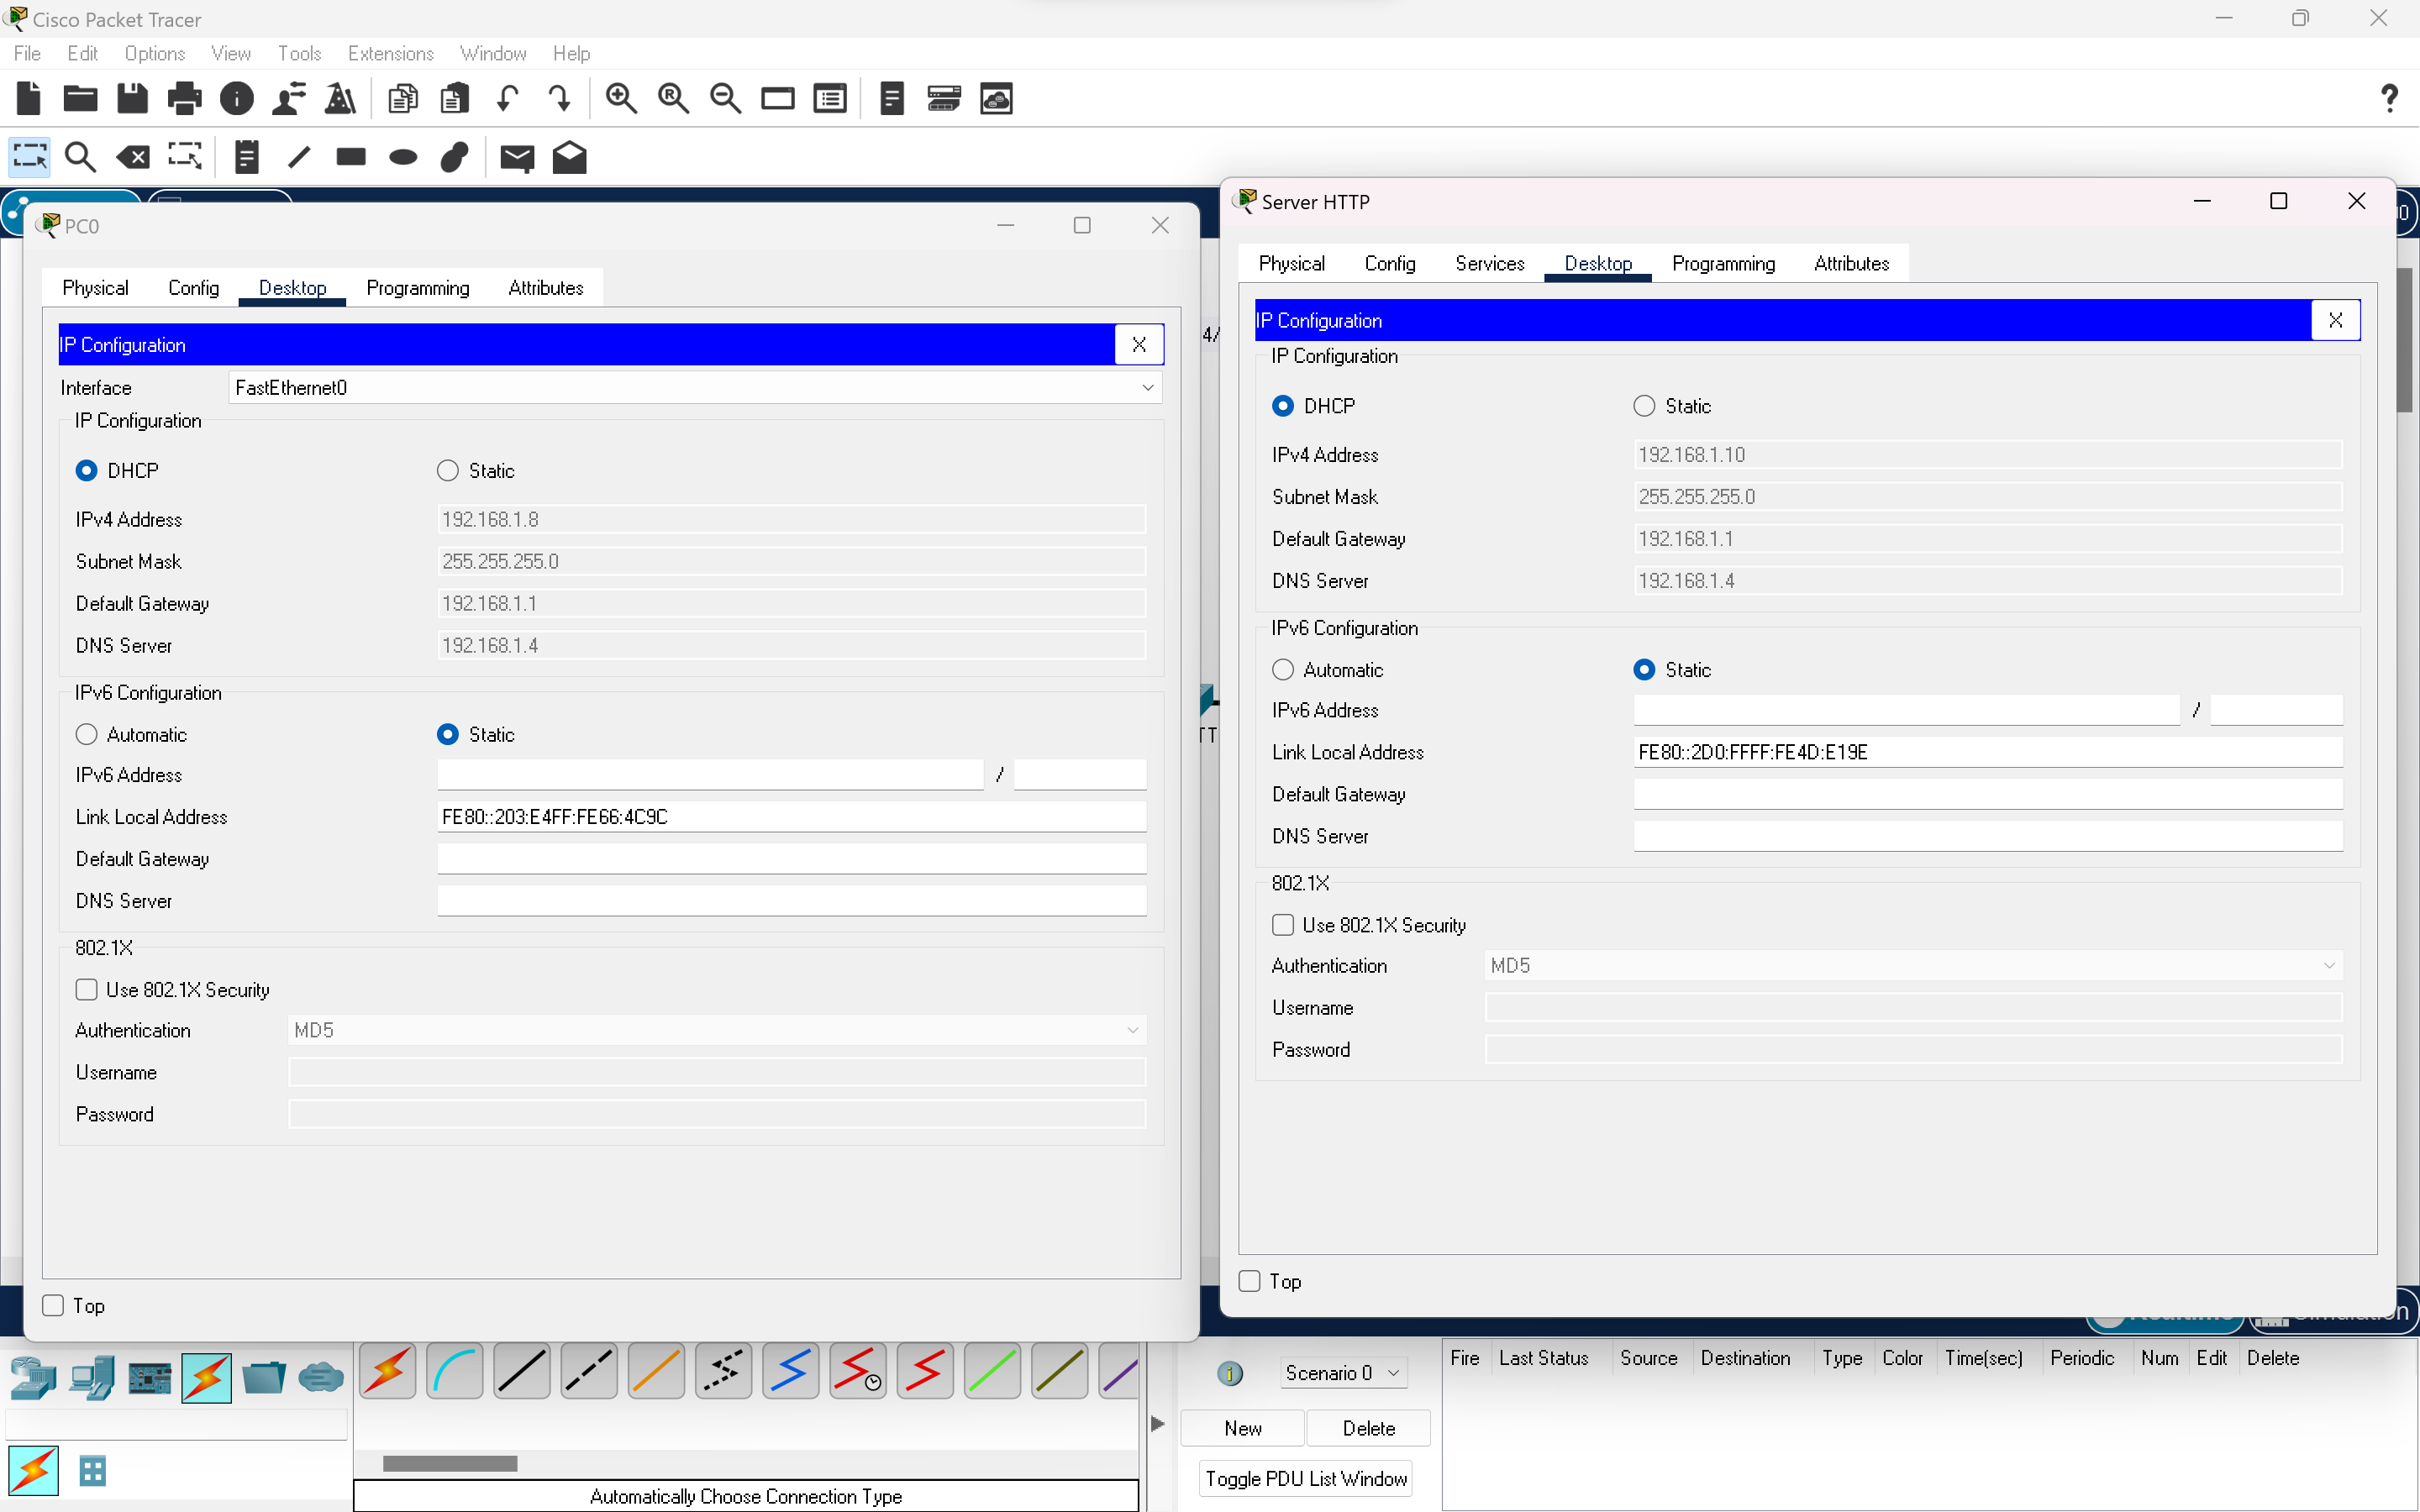 Cisco Packet Tracer
File Edit Options View Tools Extensions Window Help
PC0
Physical Config Desktop Programming Attributes
IP Configuration X
Interface FastEthernet0
IP Configuration
DHCP Static
IPv4 Address 192.168.1.8
Subnet Mask 255.255.255.0
Default Gateway 192.168.1.1
DNS Server 192.168.1.4
IPv6 Configuration
Automatic Static
IPv6 Address /
Link Local Address FE80::203:E4FF:FE66:4C9C
Default Gateway
DNS Server
802.1X
Use 802.1X Security
Authentication MD5
Username
Password
Top
4/
TT
Server HTTP
Physical Config Services Desktop Programming Attributes
IP Configuration X
IP Configuration
DHCP Static
IPv4 Address 192.168.1.10
Subnet Mask 255.255.255.0
Default Gateway 192.168.1.1
DNS Server 192.168.1.4
IPv6 Configuration
Automatic Static
IPv6 Address /
Link Local Address FE80::2D0:FFFF:FE4D:E19E
Default Gateway
DNS Server
802.1X
Use 802.1X Security
Authentication MD5
Username
Password
Top
Scenario 0
New Delete
Toggle PDU List Window
Fire Last Status Source Destination Type Color Time(sec) Periodic Num Edit Delete
Automatically Choose Connection Type